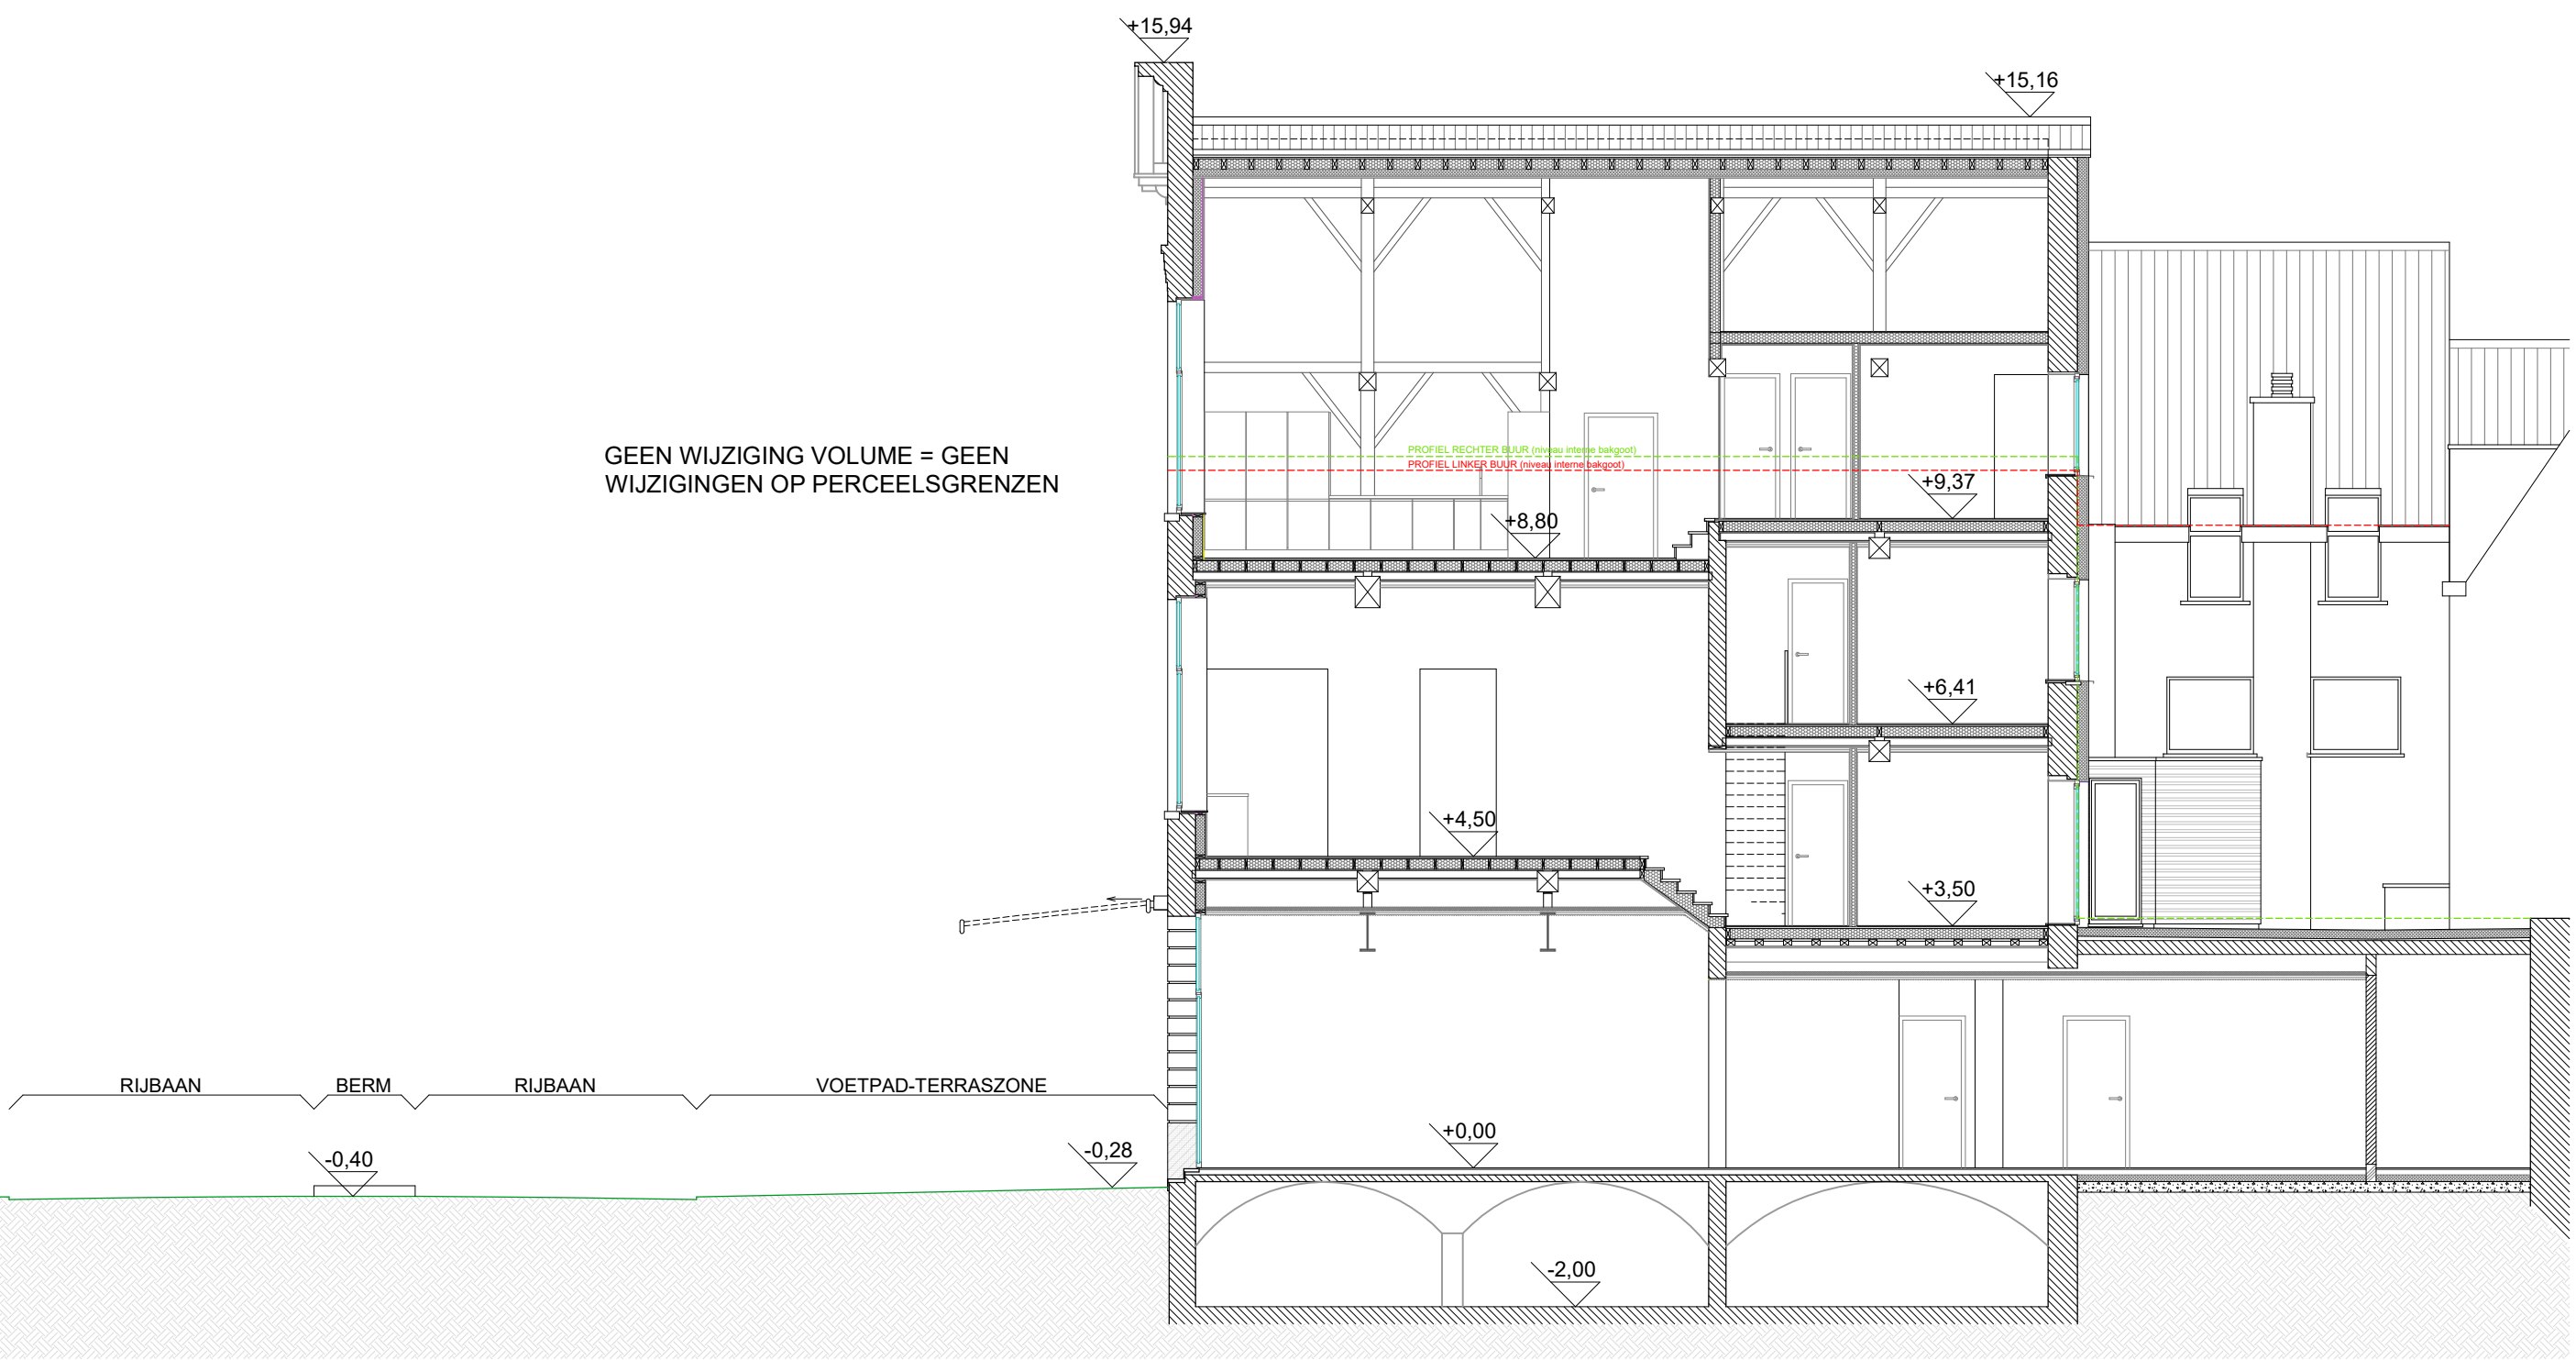 +15,94
+15,16
GEEN WIJZIGING VOLUME = GEEN
WIJZIGINGEN OP PERCEELSGRENZEN
PROFIEL RECHTER BUUR (niveau interne bakgoot)
PROFIEL LINKER BUUR (niveau interne bakgoot)
+9,37
+8,80
+6,41
+4,50
+3,50
RIJBAAN
BERM
RIJBAAN
VOETPAD-TERRASZONE
+0,00
-0,40
-0,28
-2,00